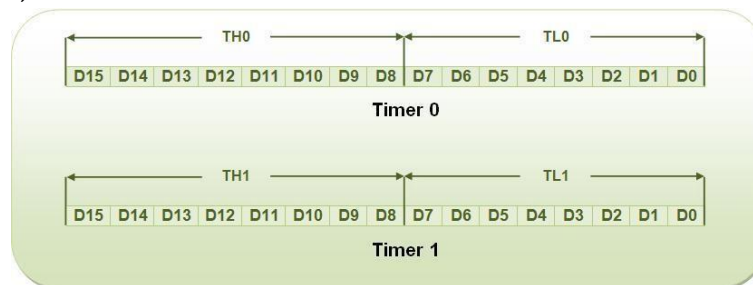 TH0 TL0
D15 D14 D13 D12 D11 D10 D9 D8 D7 D6 D5 D4 D3 D2 D1 D0
Timer 0
TH1 TL1
D15 D14 D13 D12 D11 D10 D9 D8 D7 D6 D5 D4 D3 D2 D1 D0
Timer 1